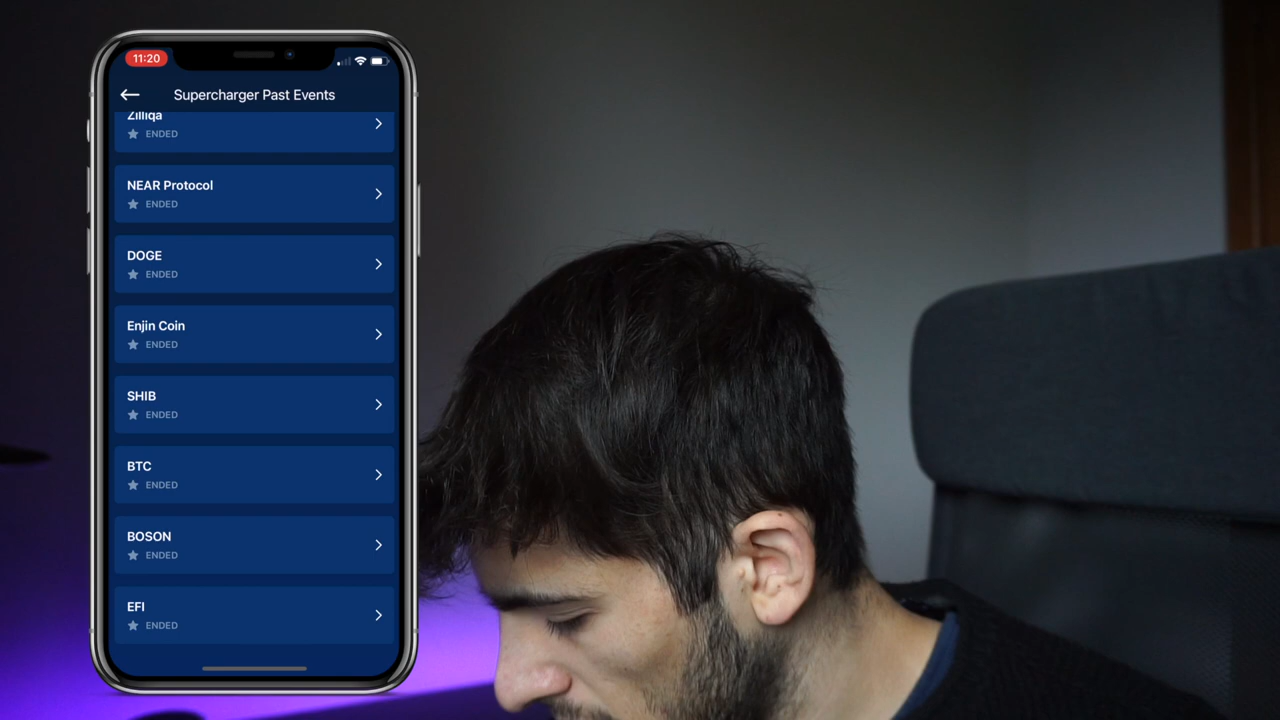 11:20
Supercharger Past Events
Zilliqa
ENDED
NEAR Protocol
ENDED
DOGE
ENDED
Enjin Coin
ENDED
SHIB
ENDED
BTC
ENDED
BOSON
ENDED
EFI
ENDED